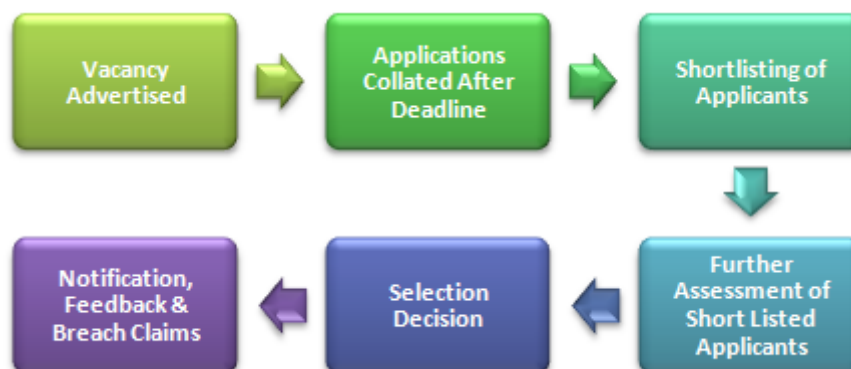 Vacancy
Advertised
Applications
Collated After
Deadline
Shortlisting of
Applicants
Further
Assessment of
Short Listed
Applicants
Selection
Decision
Notification,
Feedback &
Breach Claims